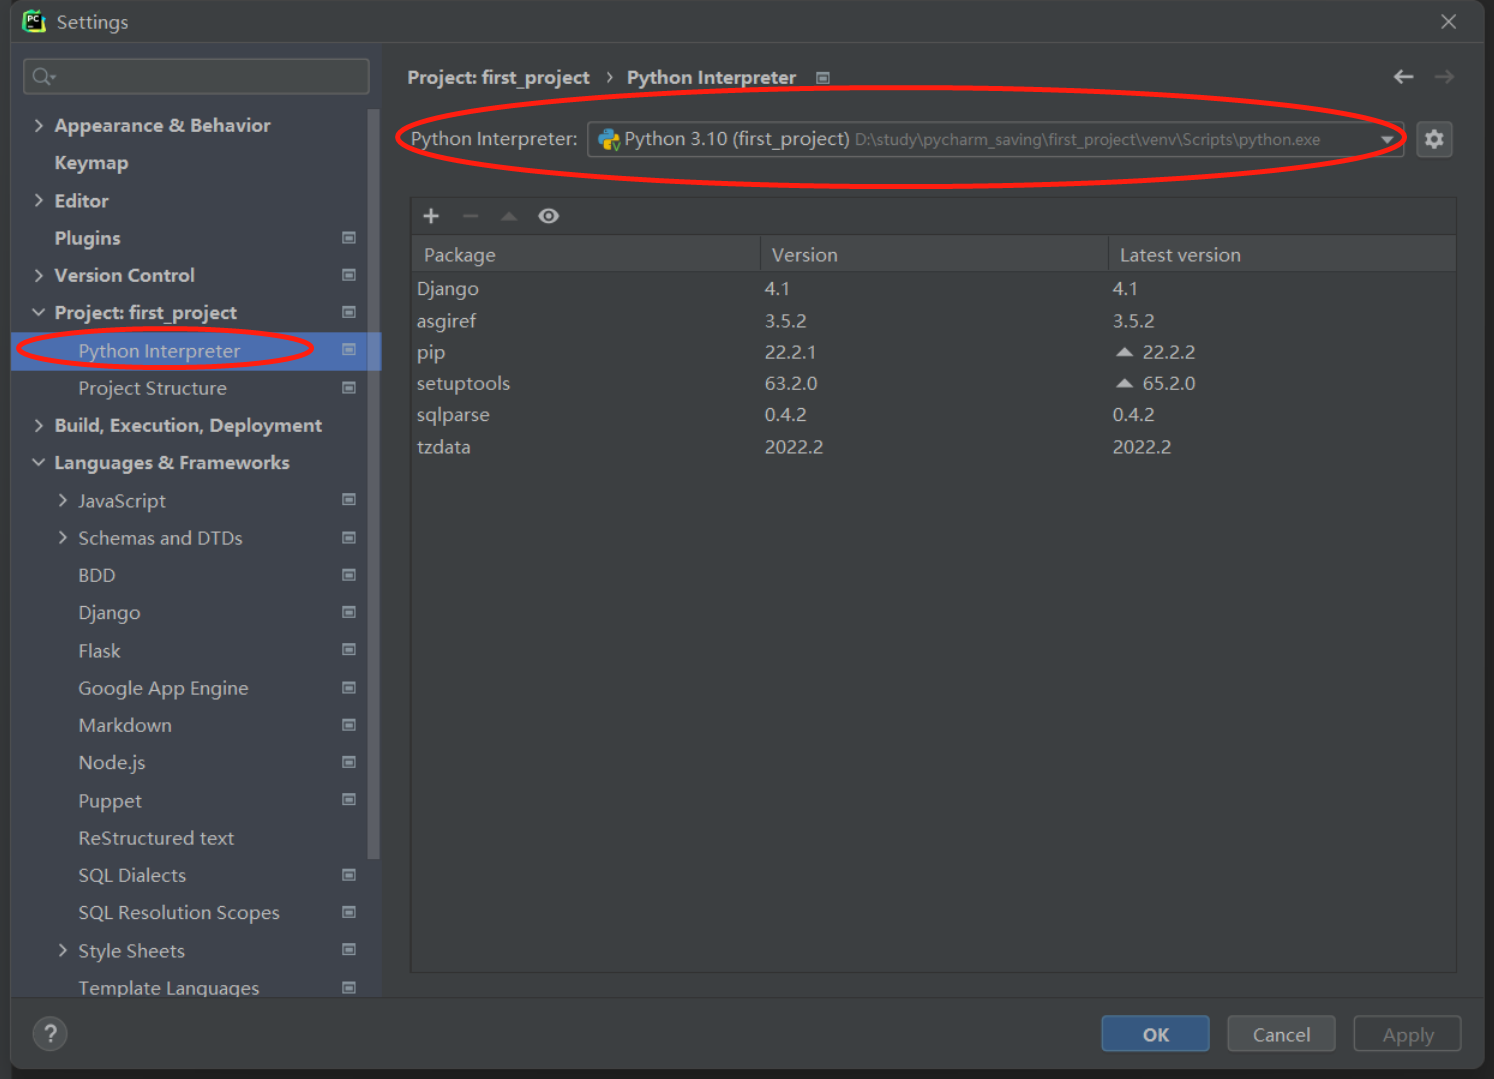 PC Settings
Appearance & Behavior
Keymap
Editor
Plugins
Version Control
Project: first_project
Python Interpreter
Project Structure
Build, Execution, Deployment
Languages & Frameworks
JavaScript
Schemas and DTDs
BDD
Django
Flask
Google App Engine
Markdown
Node.js
Puppet
ReStructured text
SQL Dialects
SQL Resolution Scopes
Style Sheets
Template Languages
Project: first_project › Python Interpreter
Python Interpreter: Python 3.10 (first_project) D:\study\pycharm_saving\first_project\venv\Scripts\python.exe
Package Version Latest version
Django 4.1 4.1
asgiref 3.5.2 3.5.2
pip 22.2.1 22.2.2
setuptools 63.2.0 65.2.0
sqlparse 0.4.2 0.4.2
tzdata 2022.2 2022.2
? OK Cancel Apply